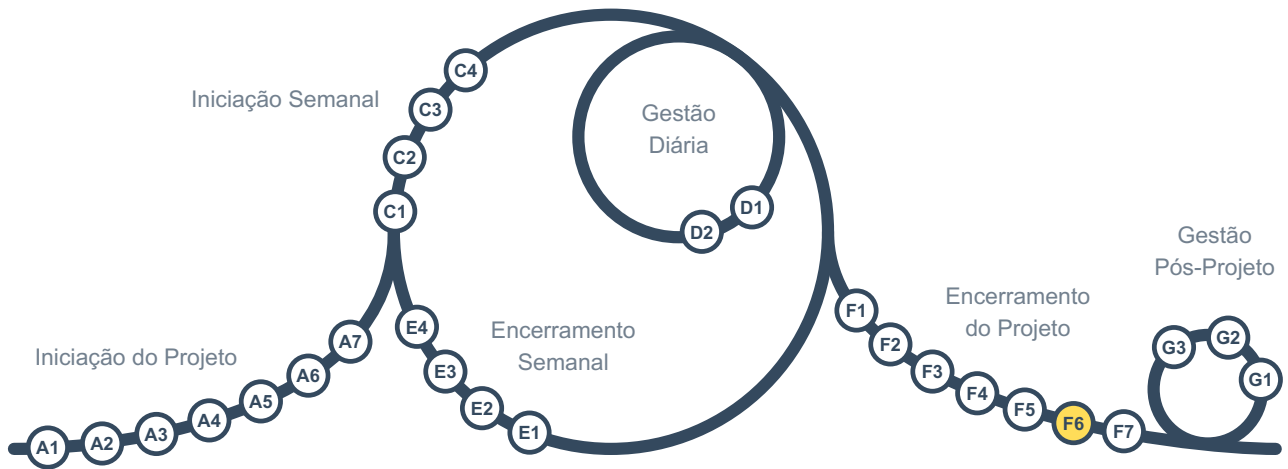 Iniciação do Projeto
A1
A2
A3
A4
A5
A6
A7
Iniciação Semanal
C1
C2
C3
C4
Gestão
Diária
D1
D2
Encerramento
Semanal
E1
E2
E3
E4
Encerramento
do Projeto
F1
F2
F3
F4
F5
F6
F7
Gestão
Pós-Projeto
G1
G2
G3